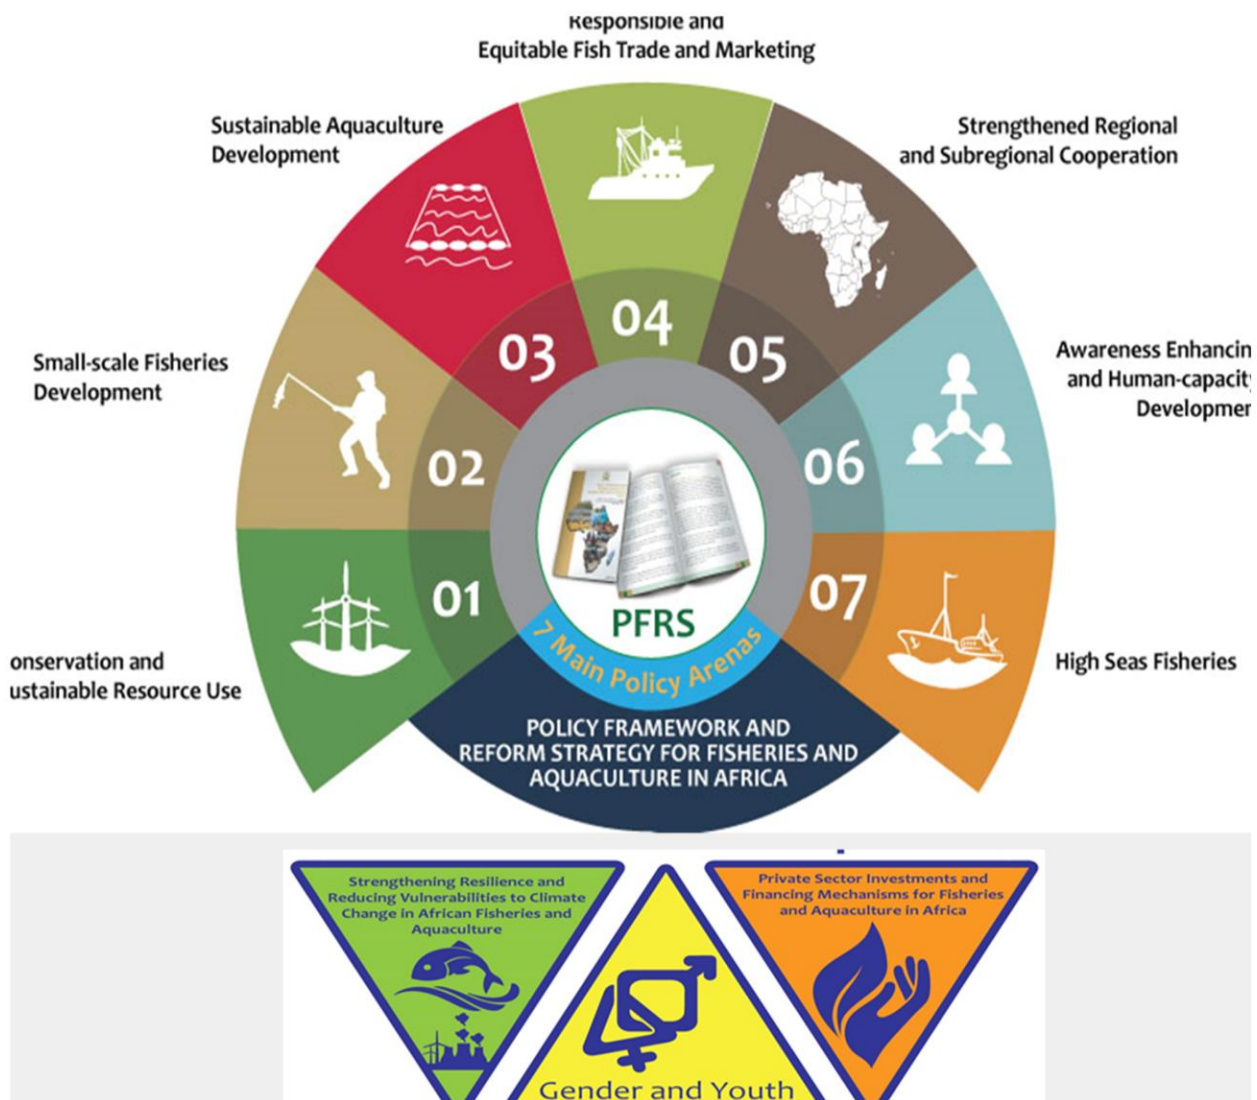 Responsible and
Equitable Fish Trade and Marketing
Sustainable Aquaculture
Development
Strengthened Regional
and Subregional Cooperation
Small-scale Fisheries
Development
Awareness Enhancin
and Human-capacit
Developmen
onservation and
ustainable Resource Use
High Seas Fisheries
01
02
03
04
05
06
07
PFRS
7 Main Policy Arenas
POLICY FRAMEWORK AND
REFORM STRATEGY FOR FISHERIES AND
AQUACULTURE IN AFRICA
Strengthening Resilience and
Reducing Vulnerabilities to Climate
Change in African Fisheries and
Aquaculture
Gender and Youth
Private Sector Investments and
Financing Mechanisms for Fisheries
and Aquaculture in Africa